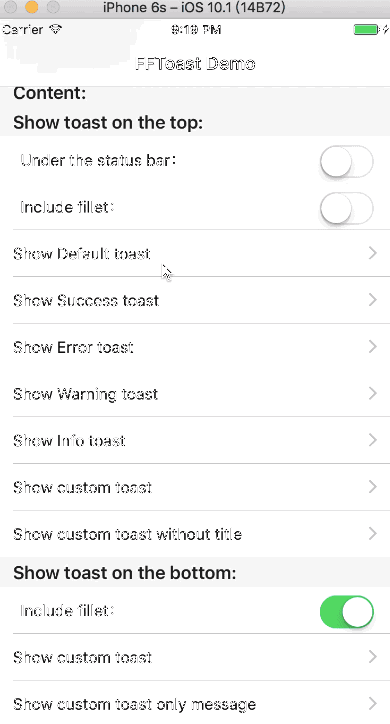 iPhone 6s – iOS 10.1 (14B72)
Carrier 9:19 PM
FFToast Demo
Content:
Show toast on the top:
Under the status bar:
Include fillet:
Show Default toast
Show Success toast
Show Error toast
Show Warning toast
Show Info toast
Show custom toast
Show custom toast without title
Show toast on the bottom:
Include fillet:
Show custom toast
Show custom toast only message